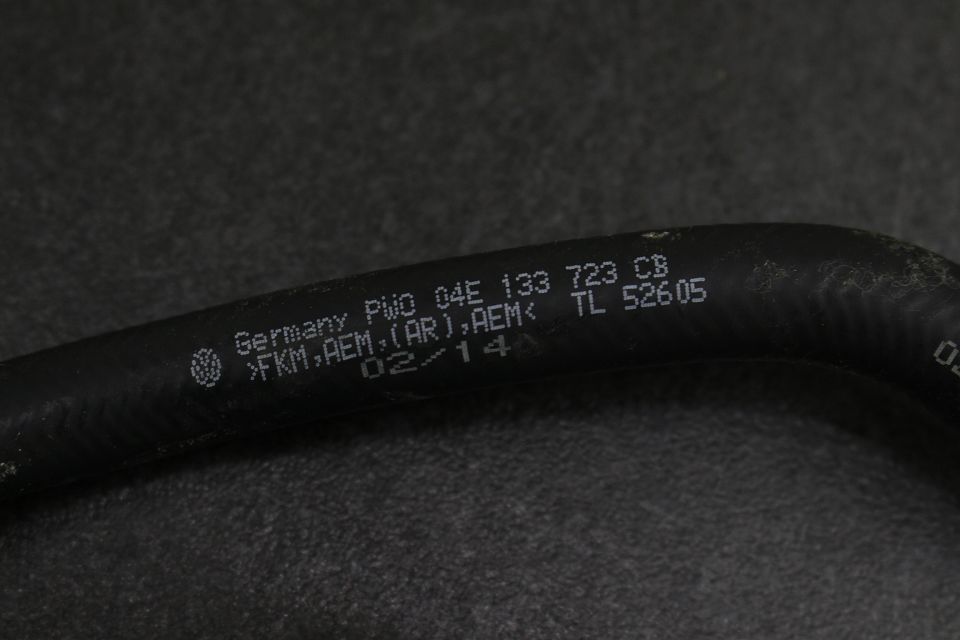 Germany PWO 04E 133 723 CB
>FKM,AEM,(AR),AEM< TL 52605
02/14